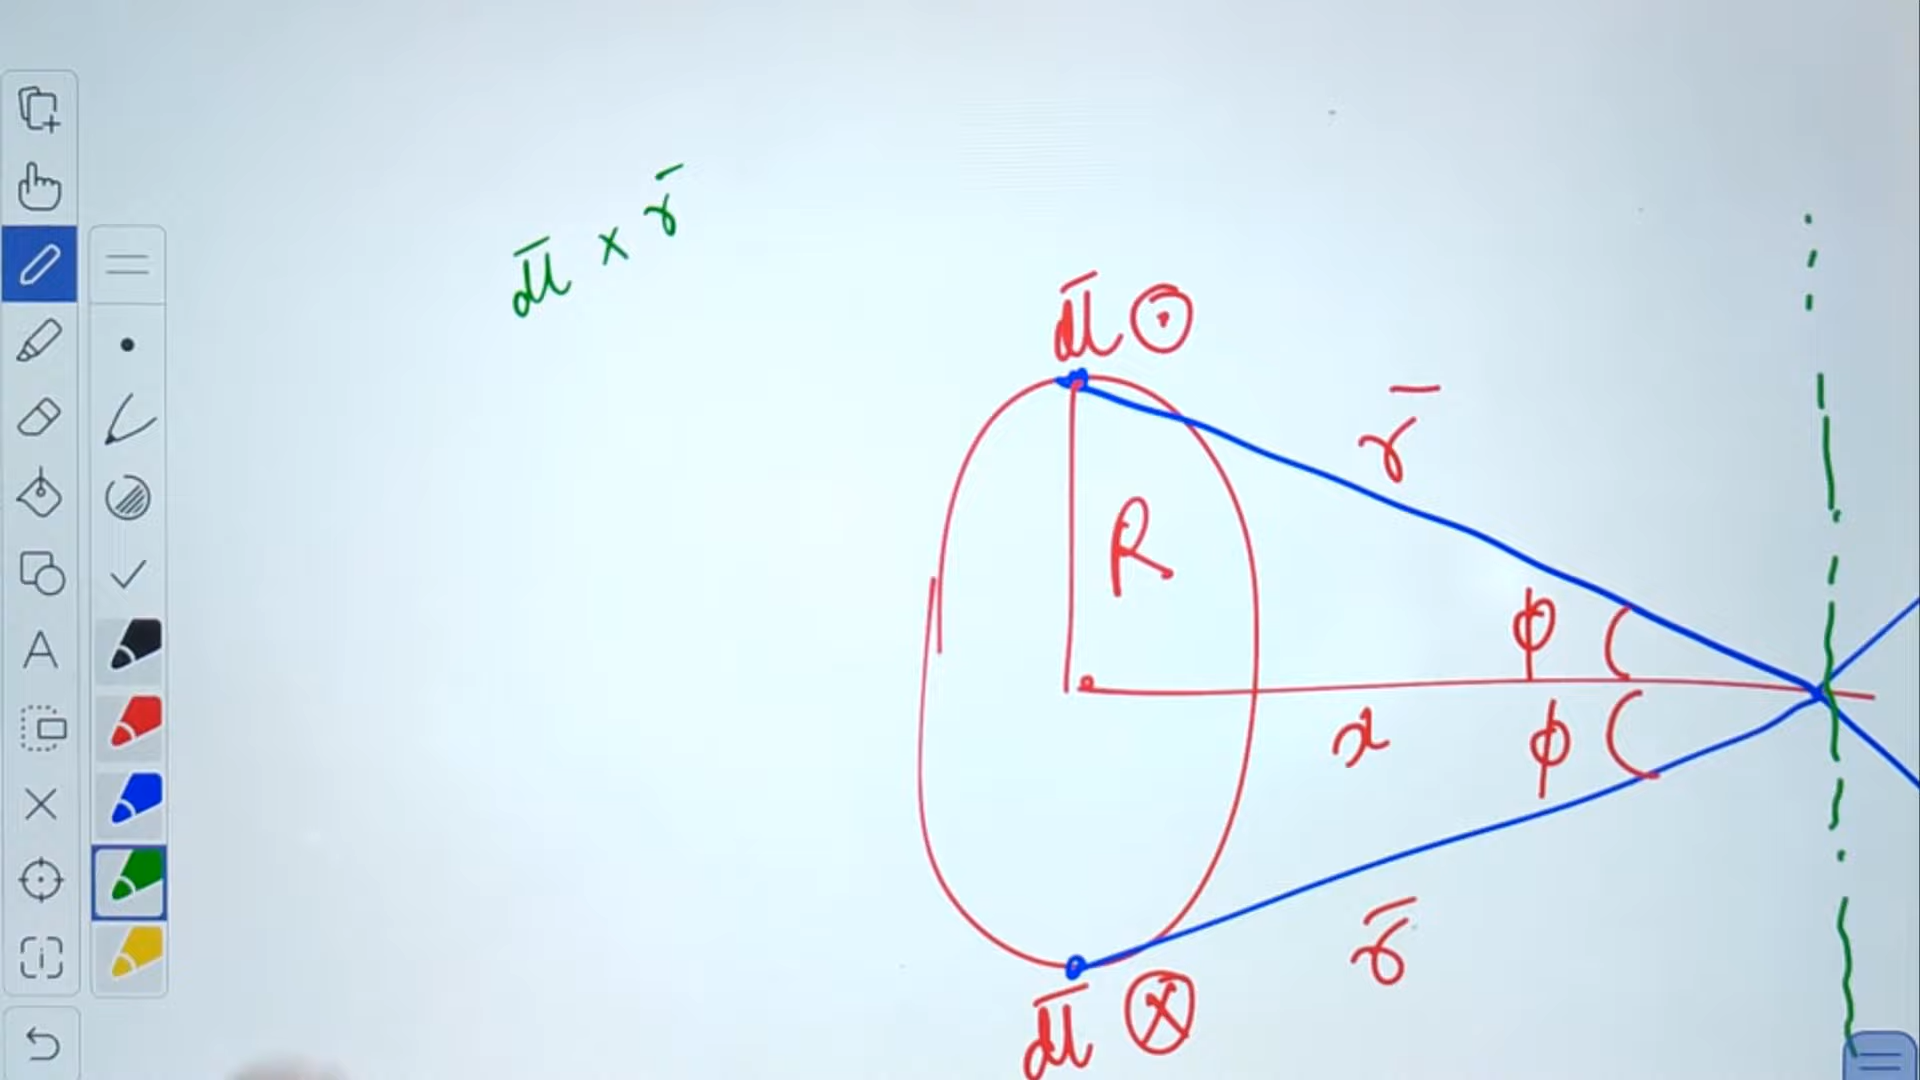 dl̅ × r̅
dl̅ ⊙
r̅
R
φ
x
φ
r̅
dl̅ ⊗